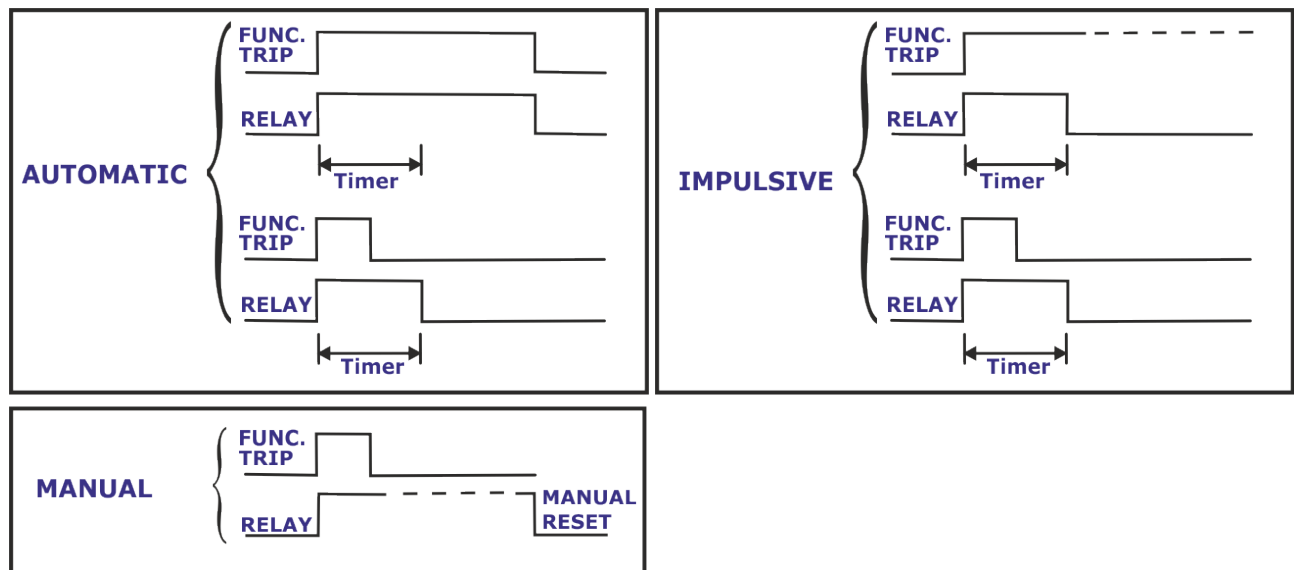 AUTOMATIC
FUNC.
TRIP
RELAY
Timer
FUNC.
TRIP
RELAY
Timer
IMPULSIVE
FUNC.
TRIP
RELAY
Timer
FUNC.
TRIP
RELAY
Timer
MANUAL
FUNC.
TRIP
RELAY
MANUAL
RESET